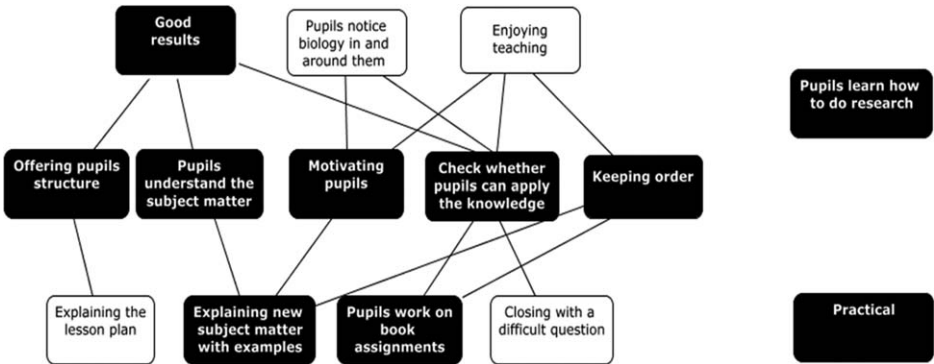 Good
results
Pupils notice
biology in and
around them
Enjoying
teaching
Pupils learn how
to do research
Offering pupils
structure
Pupils
understand the
subject matter
Motivating
pupils
Check whether
pupils can apply
the knowledge
Keeping order
Explaining the
lesson plan
Explaining new
subject matter
with examples
Pupils work on
book
assignments
Closing with a
difficult question
Practical